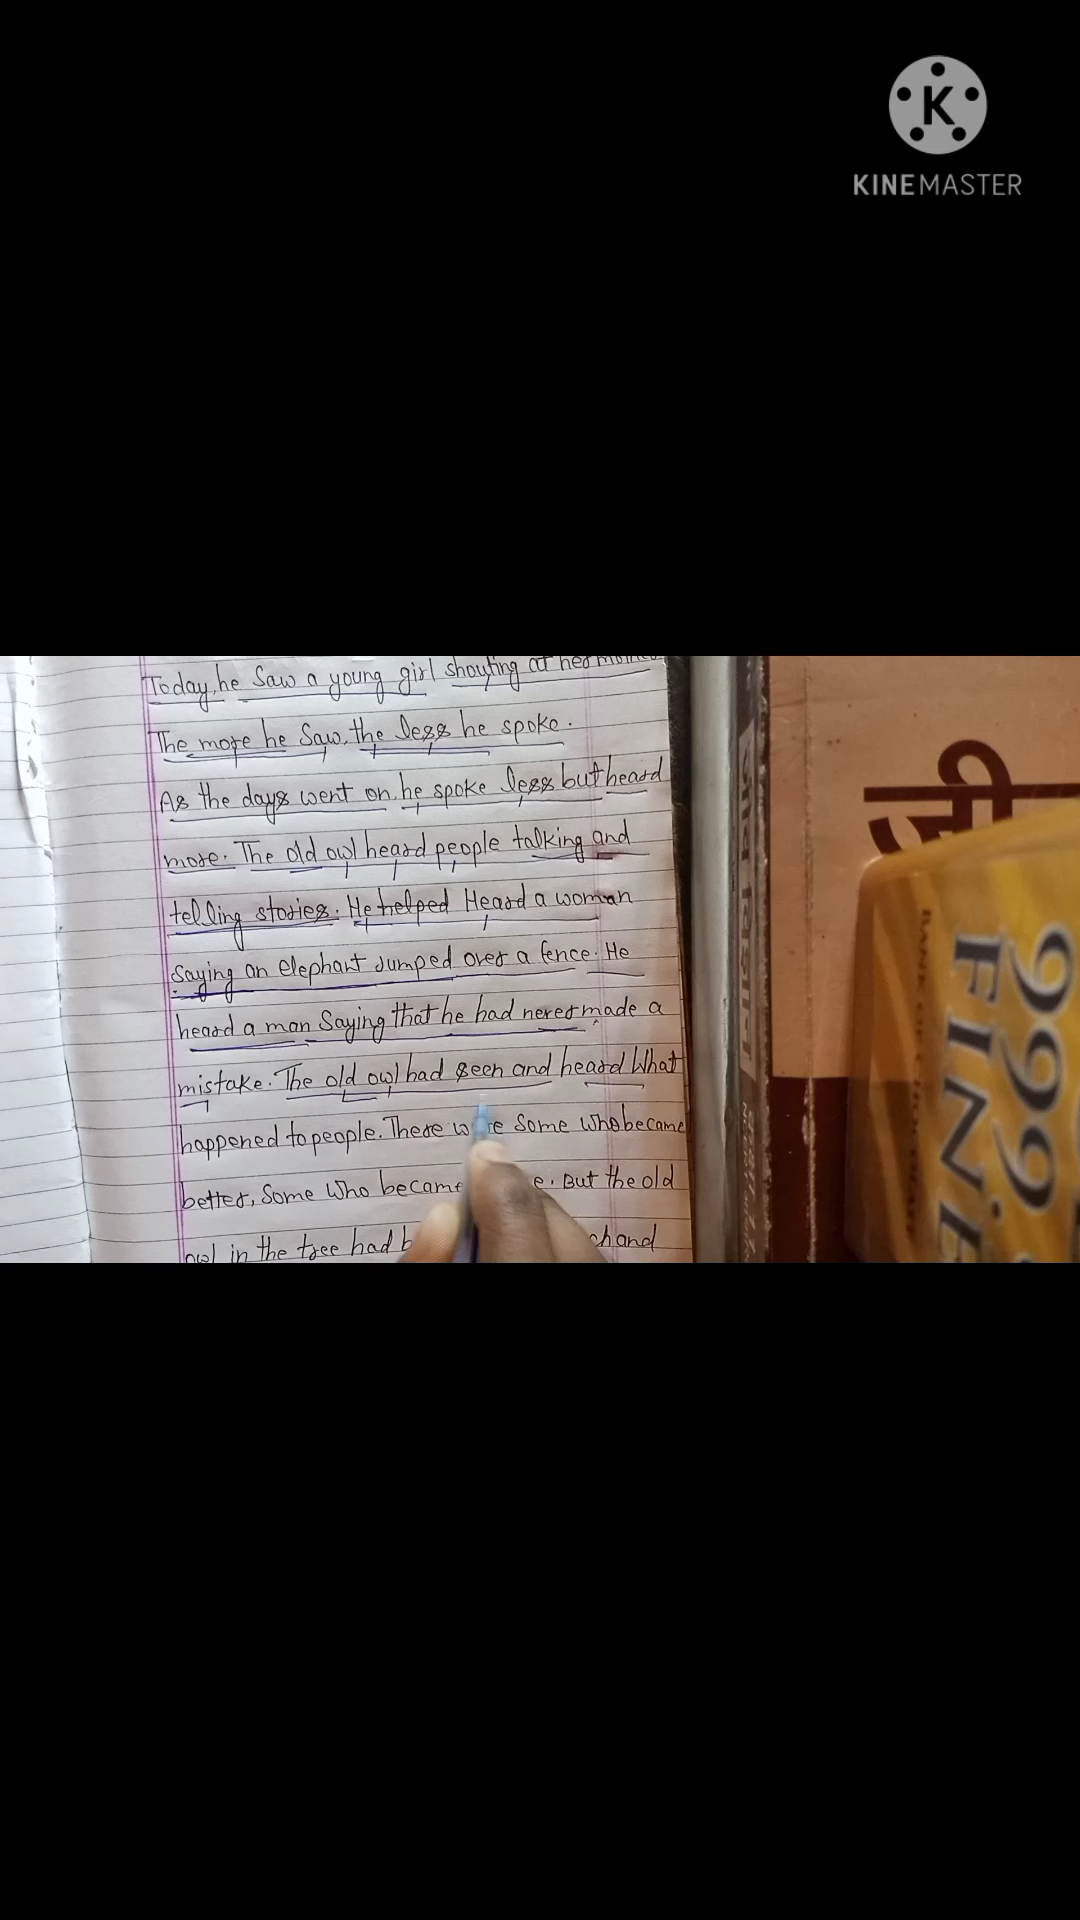 KINEMASTER
Today, he Saw a young girl shouting at her
The more he Saw, the less he spoke.
As the days went on, he spoke less but heard
more. The old owl heard people talking and
telling stories. He helped Heard a woman
Saying an elephant Jumped over a fence. He
heard a man Saying that he had never made a
mistake. The old owl had seen and heard What
happened to people. There were Some who became
better, Some Who became But the old
owl in the tree had and
जी
999.
FINE